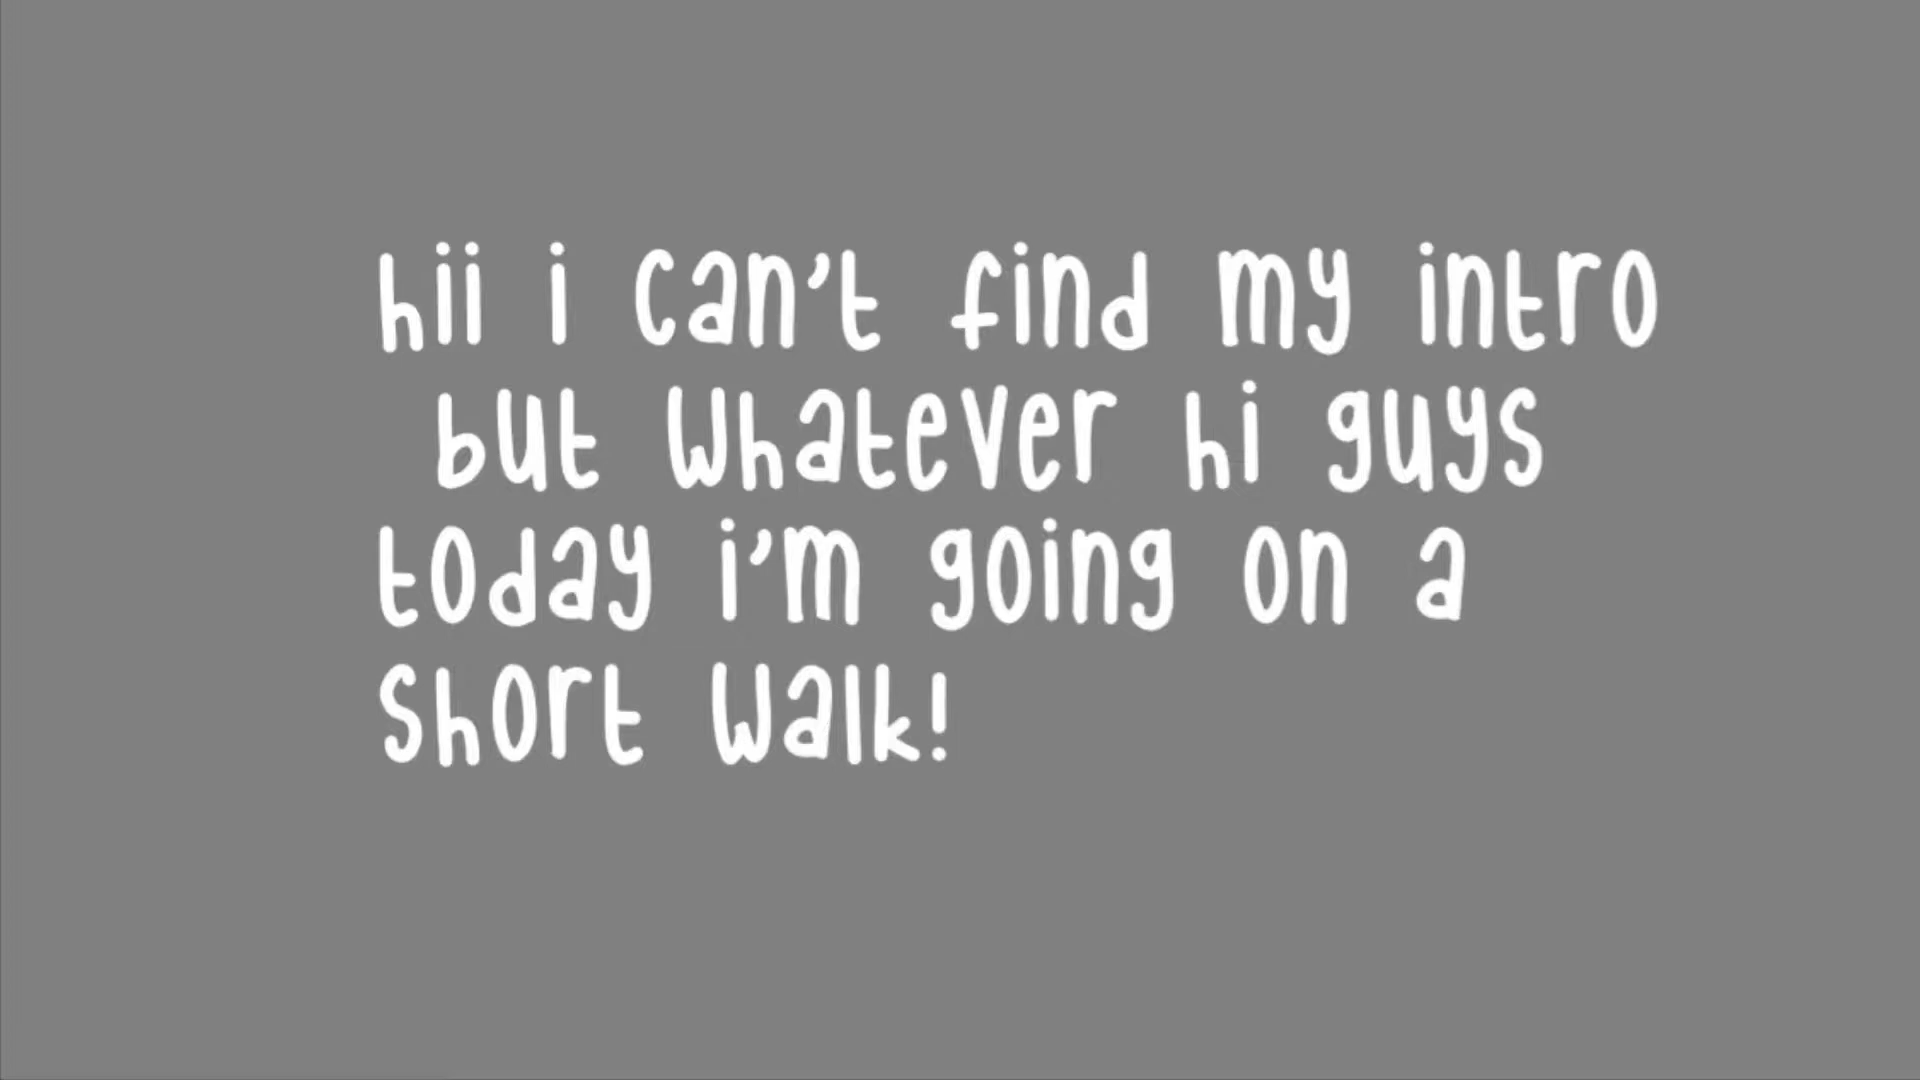 hii i can't find my intro
but whatever hi guys
today i'm going on a
short walk!